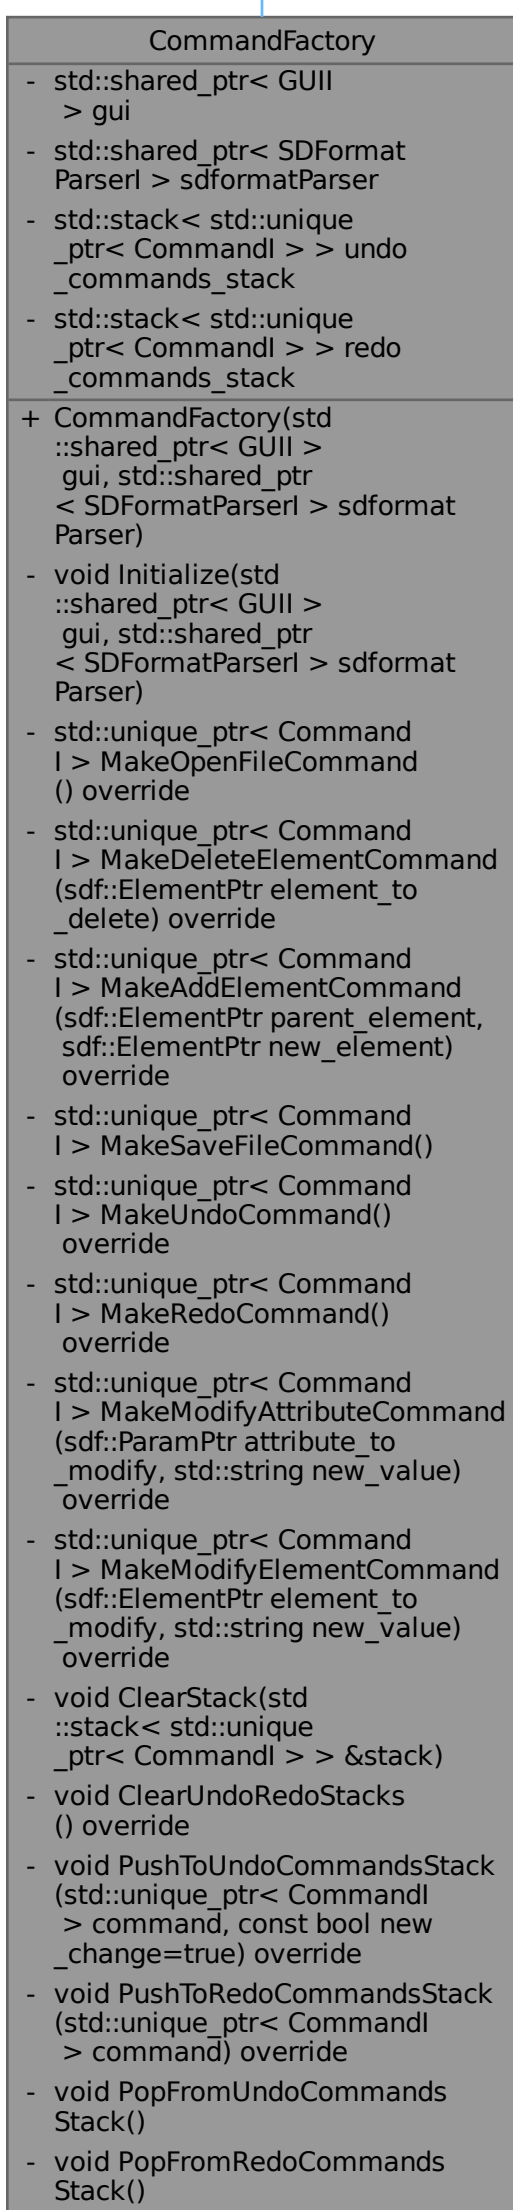 CommandFactory
- std::shared_ptr< GUII
> gui
- std::shared_ptr< SDFormat
ParserI > sdformatParser
- std::stack< std::unique
_ptr< CommandI > > undo
_commands_stack
- std::stack< std::unique
_ptr< CommandI > > redo
_commands_stack
+ CommandFactory(std
::shared_ptr< GUII >
gui, std::shared_ptr
< SDFormatParserI > sdformat
Parser)
- void Initialize(std
::shared_ptr< GUII >
gui, std::shared_ptr
< SDFormatParserI > sdformat
Parser)
- std::unique_ptr< Command
I > MakeOpenFileCommand
() override
- std::unique_ptr< Command
I > MakeDeleteElementCommand
(sdf::ElementPtr element_to
_delete) override
- std::unique_ptr< Command
I > MakeAddElementCommand
(sdf::ElementPtr parent_element,
sdf::ElementPtr new_element)
override
- std::unique_ptr< Command
I > MakeSaveFileCommand()
- std::unique_ptr< Command
I > MakeUndoCommand()
override
- std::unique_ptr< Command
I > MakeRedoCommand()
override
- std::unique_ptr< Command
I > MakeModifyAttributeCommand
(sdf::ParamPtr attribute_to
_modify, std::string new_value)
override
- std::unique_ptr< Command
I > MakeModifyElementCommand
(sdf::ElementPtr element_to
_modify, std::string new_value)
override
- void ClearStack(std
::stack< std::unique
_ptr< CommandI > > &stack)
- void ClearUndoRedoStacks
() override
- void PushToUndoCommandsStack
(std::unique_ptr< CommandI
> command, const bool new
_change=true) override
- void PushToRedoCommandsStack
(std::unique_ptr< CommandI
> command) override
- void PopFromUndoCommands
Stack()
- void PopFromRedoCommands
Stack()